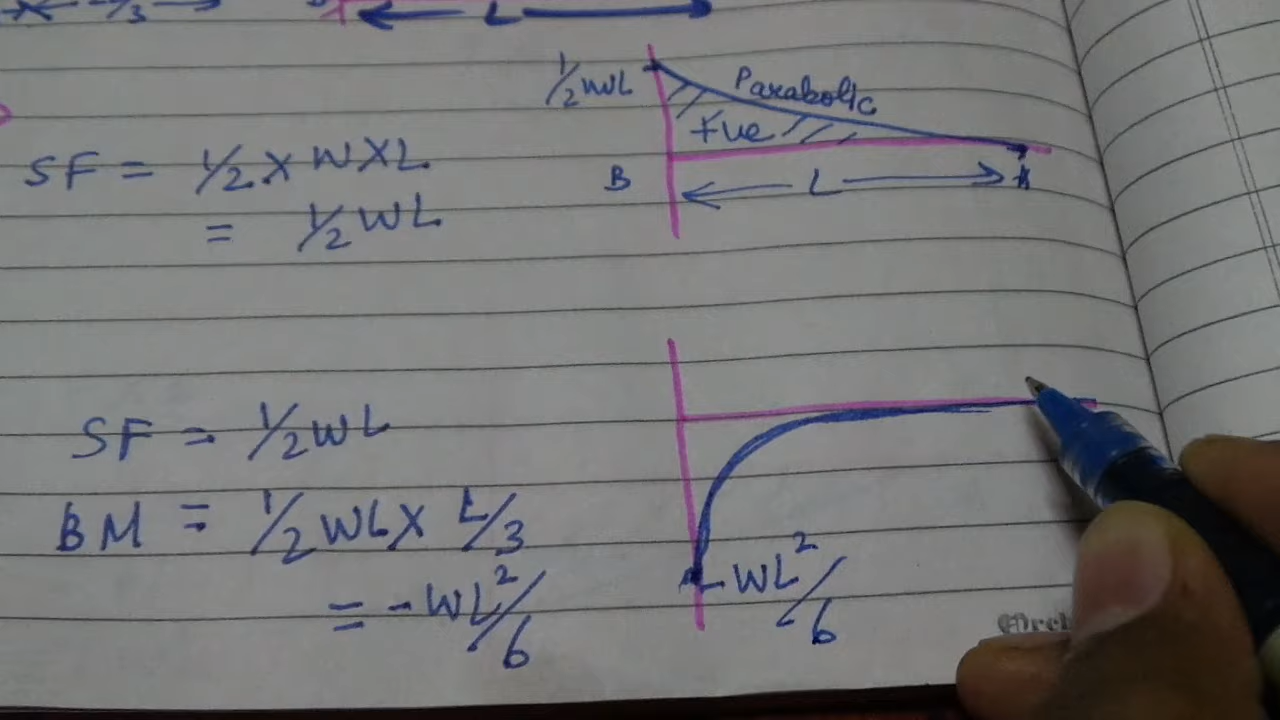 L/3
L
1/2 WL
Parabolic
+ve
B
L
A
SF = 1/2 X W X L
= 1/2 WL
SF = 1/2 WL
BM = 1/2 WL X L/3
= - WL²/6
- WL²/6